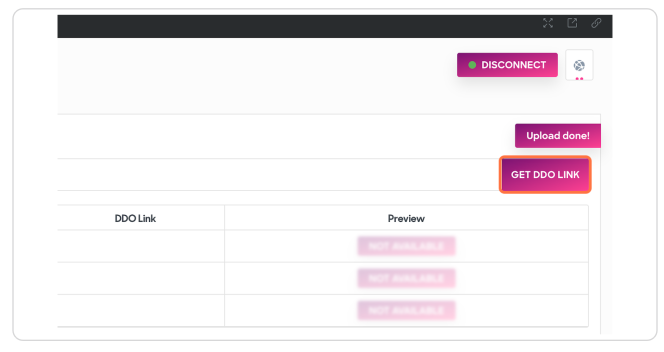 DISCONNECT
Upload done!
GET DDO LINK
DDO Link Preview
NOT AVAILABLE
NOT AVAILABLE
NOT AVAILABLE